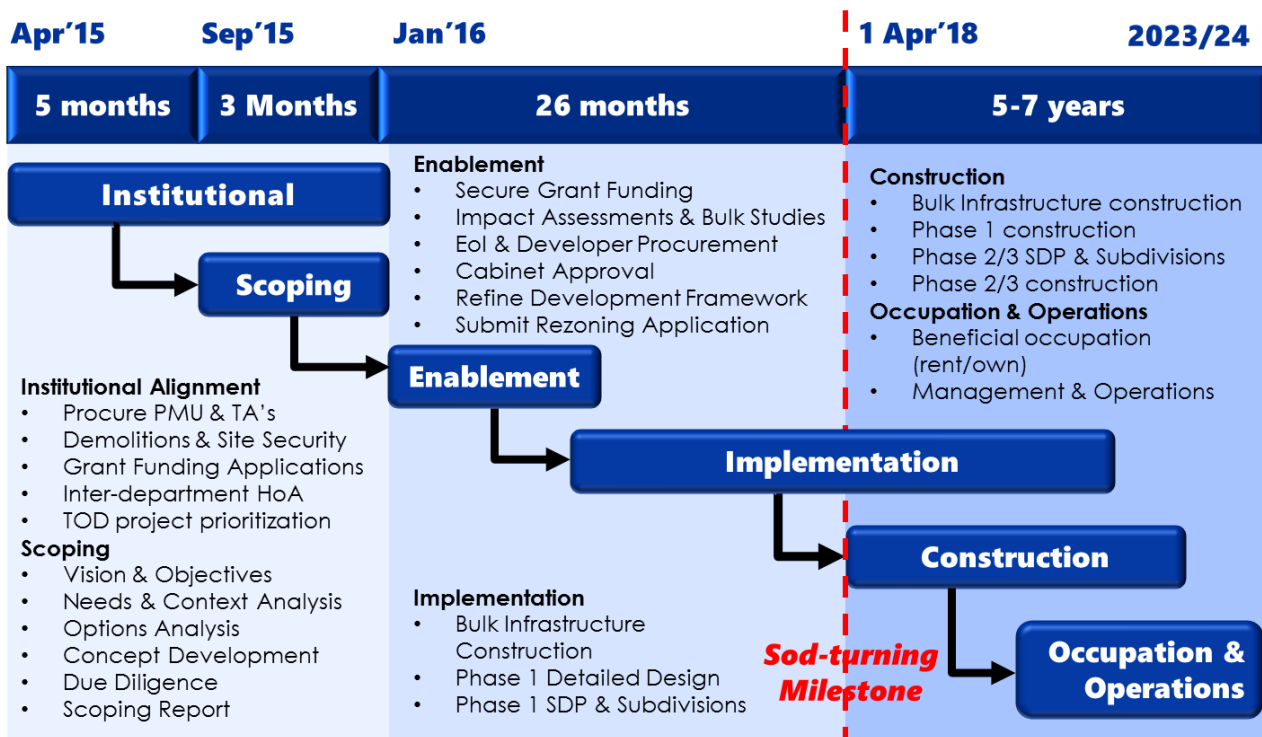 Apr'15
Sep'15
Jan'16
1 Apr'18
2023/24
5 months
3 Months
26 months
5-7 years
Institutional
Scoping
Enablement
Implementation
Construction
Occupation &
Operations
Institutional Alignment
• Procure PMU & TA's
• Demolitions & Site Security
• Grant Funding Applications
• Inter-department HoA
• TOD project prioritization
Scoping
• Vision & Objectives
• Needs & Context Analysis
• Options Analysis
• Concept Development
• Due Diligence
• Scoping Report
Enablement
• Secure Grant Funding
• Impact Assessments & Bulk Studies
• EoI & Developer Procurement
• Cabinet Approval
• Refine Development Framework
• Submit Rezoning Application
Implementation
• Bulk Infrastructure
Construction
• Phase 1 Detailed Design
• Phase 1 SDP & Subdivisions
Sod-turning
Milestone
Construction
• Bulk Infrastructure construction
• Phase 1 construction
• Phase 2/3 SDP & Subdivisions
• Phase 2/3 construction
Occupation & Operations
• Beneficial occupation
(rent/own)
• Management & Operations